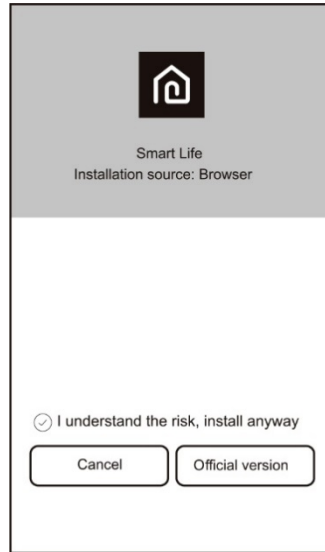 Smart Life
Installation source: Browser
I understand the risk, install anyway
Cancel
Official version